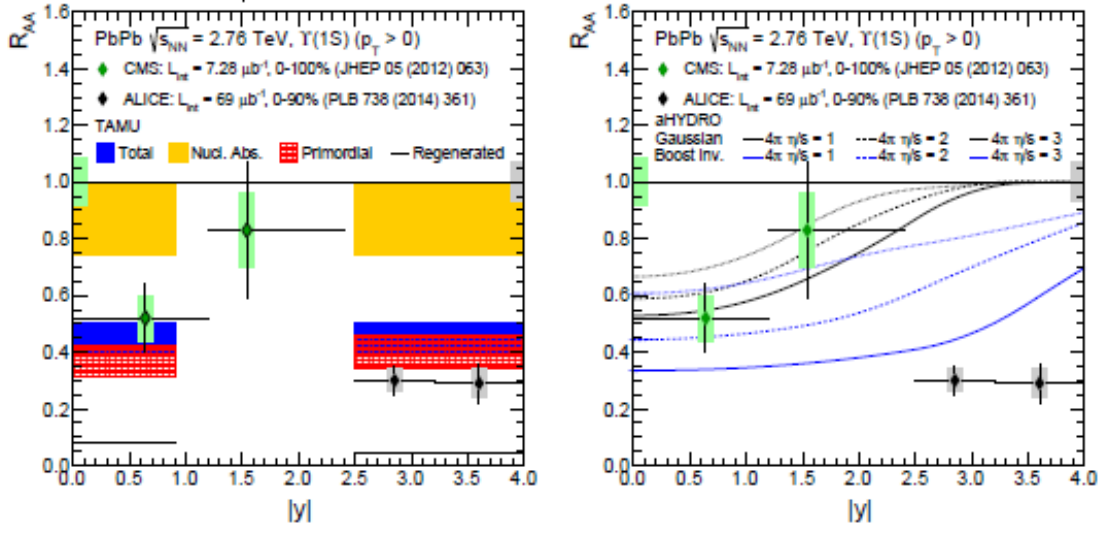 R_AA
1.6
1.4
1.2
1.0
0.8
0.6
0.4
0.2
0.0
PbPb √s_NN = 2.76 TeV, ϒ(1S) (p_T > 0)
CMS: L_int = 7.28 μb⁻¹, 0-100% (JHEP 05 (2012) 063)
ALICE: L_int = 69 μb⁻¹, 0-90% (PLB 738 (2014) 361)
TAMU
Total Nucl. Abs. Primordial Regenerated
0.0 0.5 1.0 1.5 2.0 2.5 3.0 3.5 4.0
|y|
R_AA
1.6
1.4
1.2
1.0
0.8
0.6
0.4
0.2
0.0
PbPb √s_NN = 2.76 TeV, ϒ(1S) (p_T > 0)
CMS: L_int = 7.28 μb⁻¹, 0-100% (JHEP 05 (2012) 063)
ALICE: L_int = 69 μb⁻¹, 0-90% (PLB 738 (2014) 361)
aHYDRO
Gaussian 4π η/s = 1 4π η/s = 2 4π η/s = 3
Boost Inv. 4π η/s = 1 4π η/s = 2 4π η/s = 3
0.0 0.5 1.0 1.5 2.0 2.5 3.0 3.5 4.0
|y|